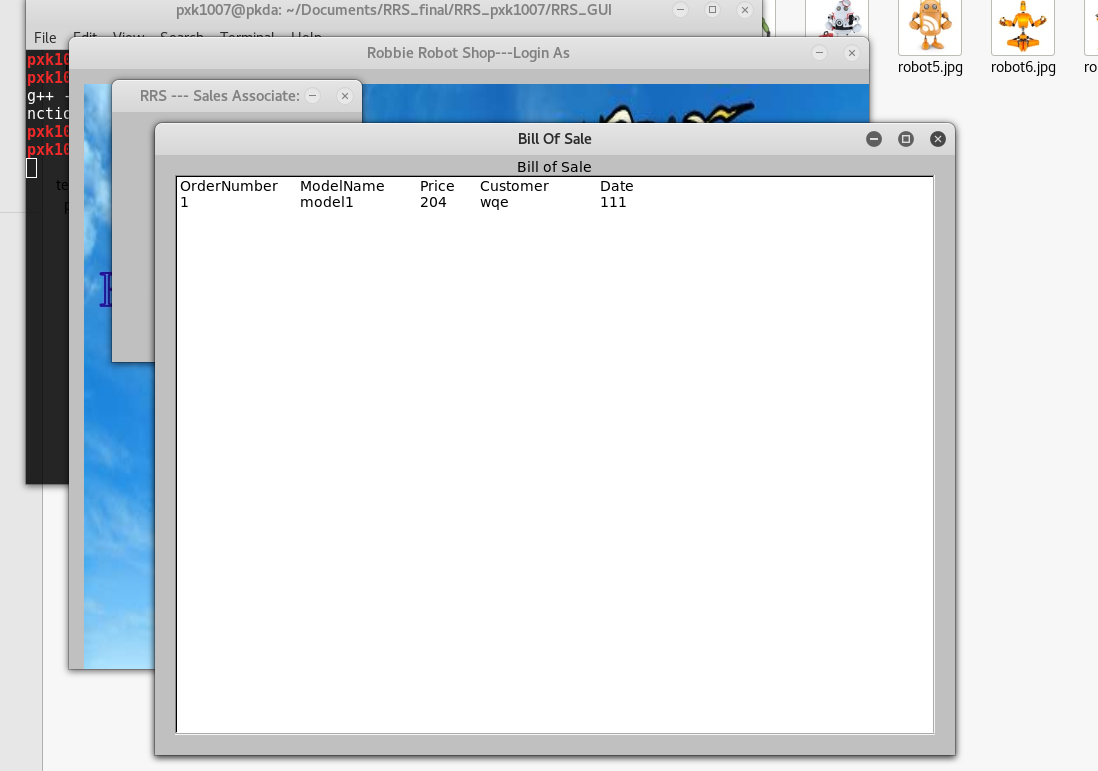 pxk1007@pkda: ~/Documents/RRS_final/RRS_pxk1007/RRS_GUI
File Edit View Search Terminal Help
robot5.jpg robot6.jpg ro
Robbie Robot Shop---Login As
pxk10
pxk10
g++ -
nctio
pxk10
pxk10
RRS --- Sales Associate:
Bill Of Sale
Bill of Sale
OrderNumber ModelName Price Customer Date
1 model1 204 wqe 111